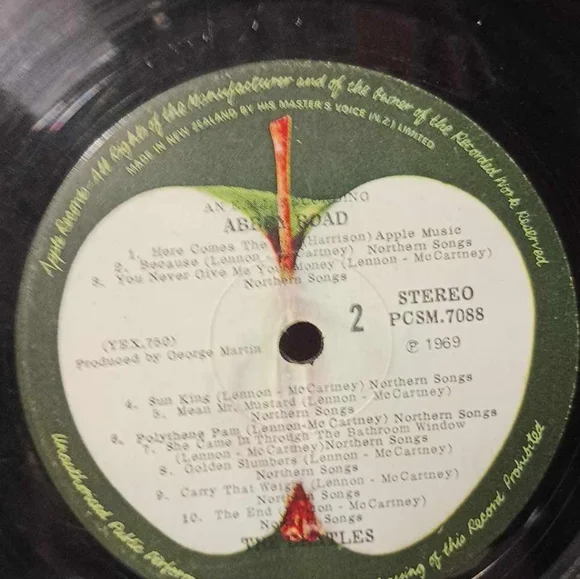 Apple Records-All Rights of the Manufacturer and of the Owner of the Recorded Work Reserved
MADE IN NEW ZEALAND BY HIS MASTER'S VOICE (N.Z.) LIMITED
AN
ROAD
1. Here Comes The (Harrison) Apple Music
2. Because (Lennon - McCartney) Northern Songs
3. You Never Give Me Your Money (Lennon - McCartney)
Northern Songs
2
STEREO
PCSM.7088
(YEX.750)
Produced by George Martin
℗ 1969
4. Sun King (Lennon - McCartney) Northern Songs
5. Mean Mr. Mustard (Lennon - McCartney)
Northern Songs
6. Polythene Pam (Lennon-McCartney) Northern Songs
7. She Came In Through The Bathroom Window
(Lennon - McCartney) Northern Songs
8. Golden Slumbers (Lennon - McCartney)
Northern Songs
9. Carry That Weight (Lennon - McCartney)
Northern Songs
10. The End (Lennon - McCartney)
Northern Songs
THE BEATLES
Unauthorised Public
of this Record Prohibited